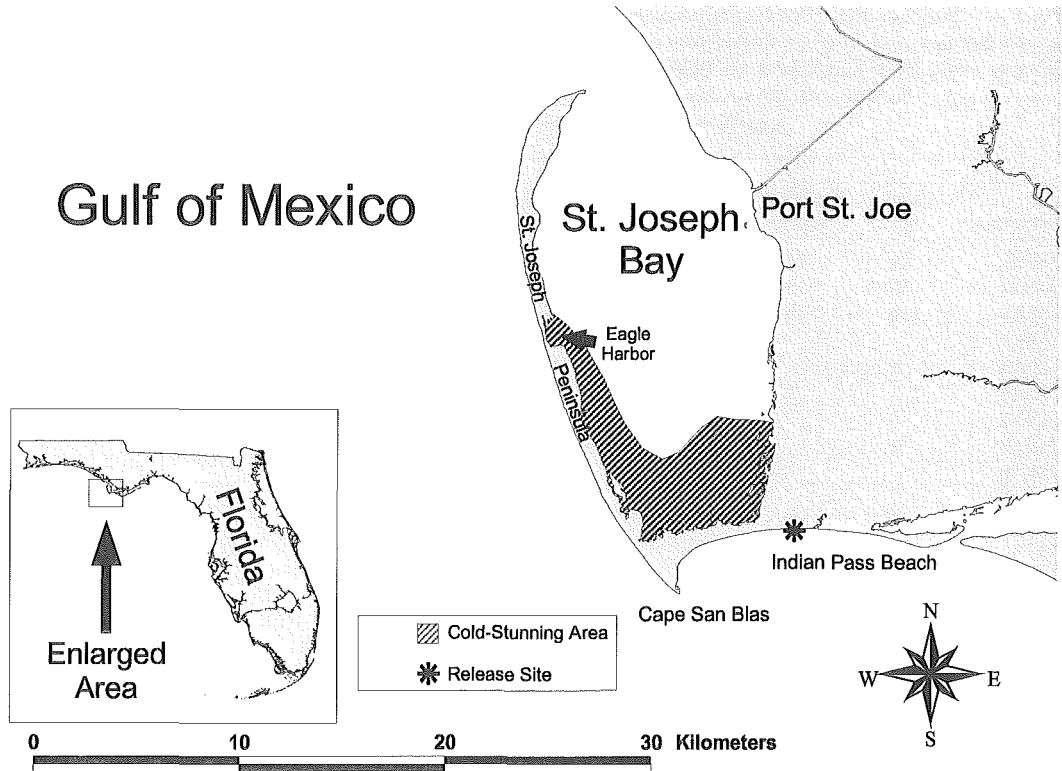 Gulf of Mexico
St. Joseph
Bay
Port St. Joe
St. Joseph
Peninsula
Eagle
Harbor
Indian Pass Beach
Cape San Blas
Florida
Enlarged
Area
Cold-Stunning Area
Release Site
N
W
E
S
0
10
20
30
Kilometers